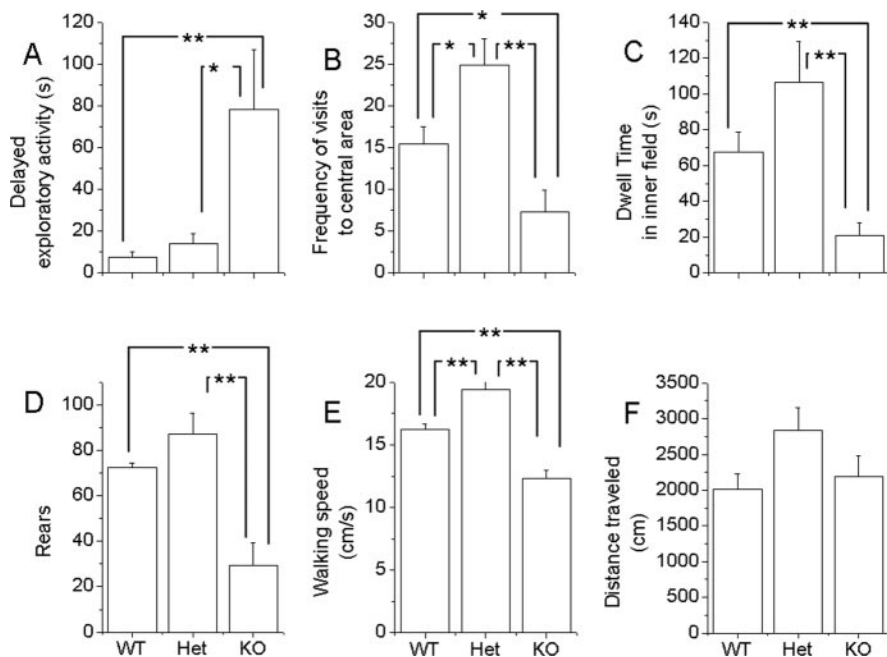 A
Delayed
exploratory activity (s)
120
100
80
60
40
20
0
**
*
B
Frequency of visits
to central area
30
25
20
15
10
5
0
*
*
**
C
Dwell Time
in inner field (s)
140
120
100
80
60
40
20
0
**
**
D
Rears
100
80
60
40
20
0
**
**
WT Het KO
E
Walking speed
(cm/s)
20
15
10
5
0
**
**
**
WT Het KO
F
Distance traveled
(cm)
3500
3000
2500
2000
1500
1000
500
0
WT Het KO